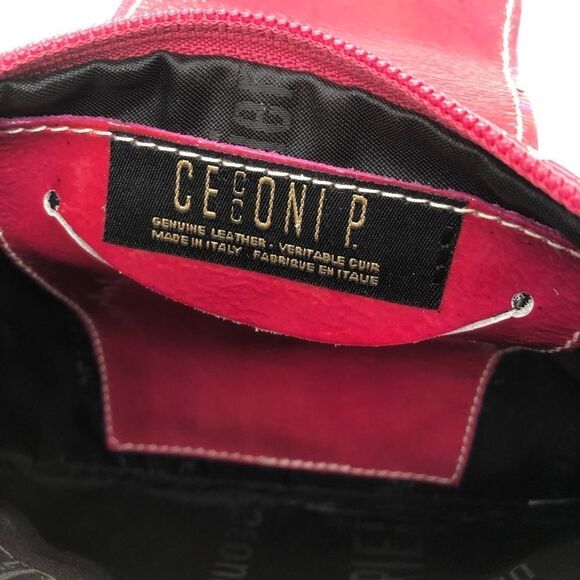 CECCONI P.
GENUINE LEATHER - VERITABLE CUIR
MADE IN ITALY - FABRIQUE EN ITALIE